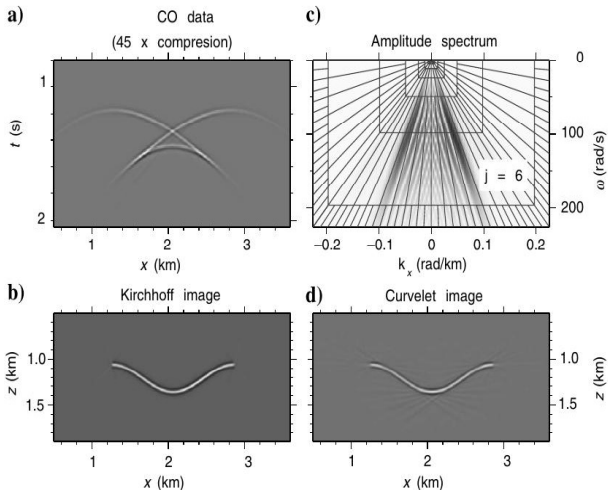 a)
CO data
(45 x compresion)
1
2
t (s)
1 2 3
x (km)
c)
Amplitude spectrum
0
100
200
ω (rad/s)
j = 6
−0.2 −0.1 0 0.1 0.2
k_x (rad/km)
b)
Kirchhoff image
1.0
1.5
z (km)
1 2 3
x (km)
d)
Curvelet image
1.0
1.5
z (km)
1 2 3
x (km)